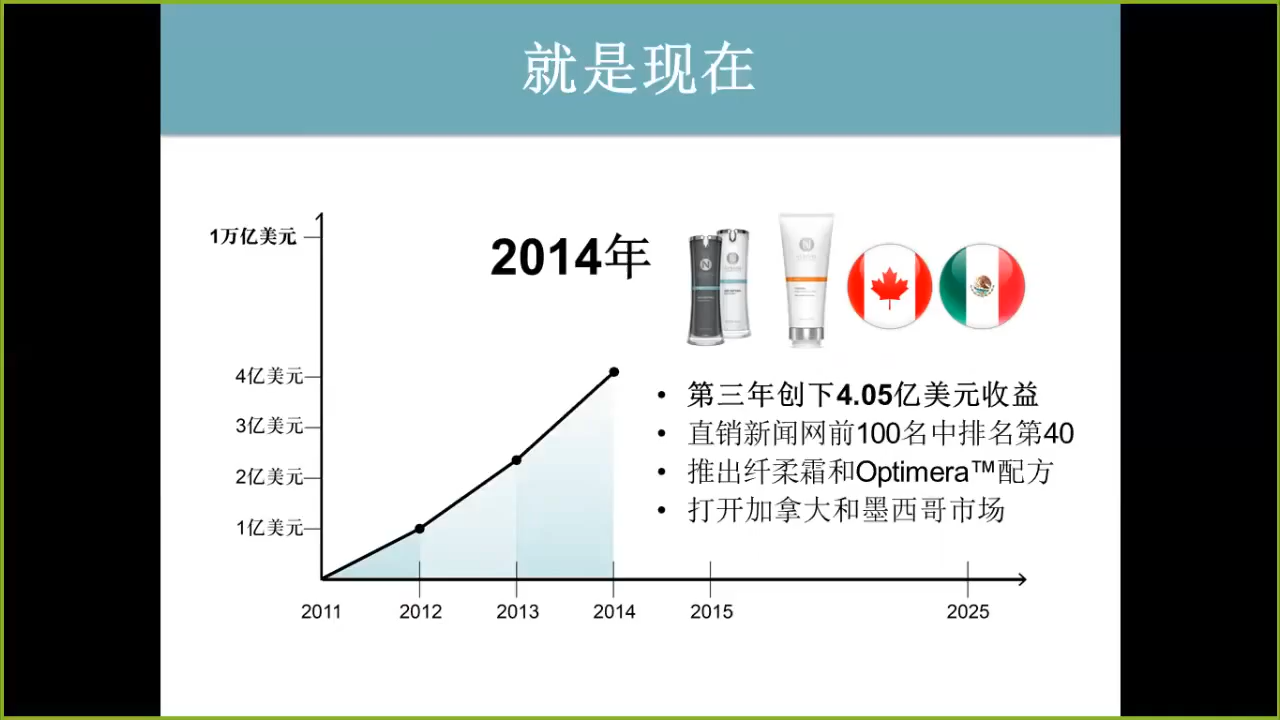 就是现在
1万亿美元
2014年
4亿美元
3亿美元
2亿美元
1亿美元
• 第三年创下4.05亿美元收益
• 直销新闻网前100名中排名第40
• 推出纤柔霜和Optimera™配方
• 打开加拿大和墨西哥市场
2011 2012 2013 2014 2015 2025